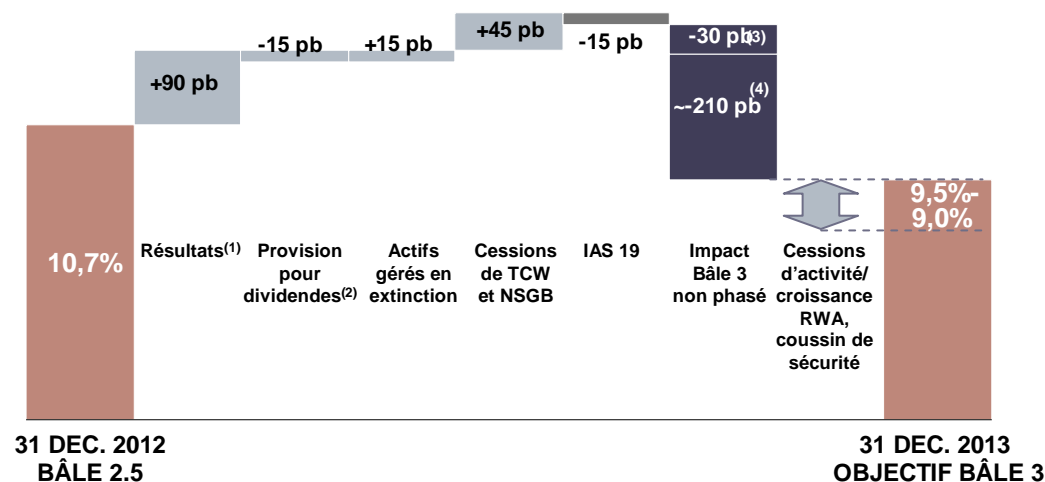 -15 pb
+15 pb
+45 pb
-15 pb
-30 pb(3)
+90 pb
~-210 pb(4)
10,7%
9,5%-
9,0%
Résultats(1)
Provision
pour
dividendes(2)
Actifs
gérés en
extinction
Cessions
de TCW
et NSGB
IAS 19
Impact
Bâle 3
non phasé
Cessions
d'activité/
croissance
RWA,
coussin de
sécurité
31 DEC. 2012
BÂLE 2.5
31 DEC. 2013
OBJECTIF BÂLE 3